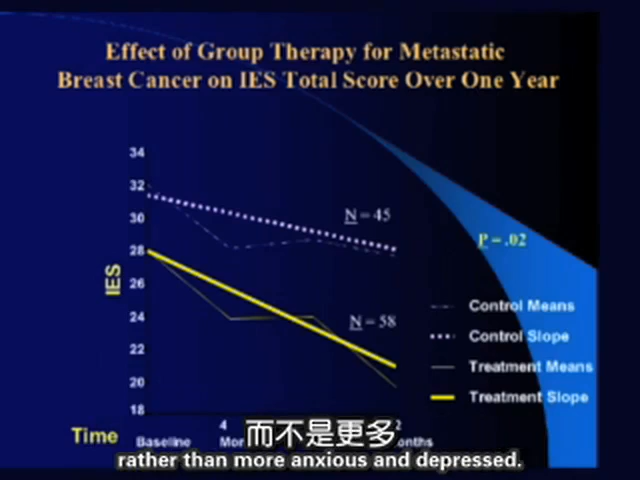 Effect of Group Therapy for Metastatic
Breast Cancer on IES Total Score Over One Year
34
32
30
28
26
24
22
20
18
IES
N = 45
N = 58
P = .02
Control Means
Control Slope
Treatment Means
Treatment Slope
Time
Baseline
4
而不是更多
rather than more anxious and depressed.